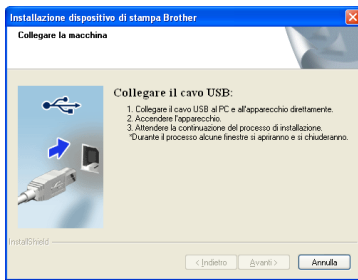 Installazione dispositivo di stampa Brother
Collegare la macchina
Collegare il cavo USB:
1. Collegare il cavo USB al PC e all'apparecchio direttamente.
2. Accendere l'apparecchio.
3. Attendere la continuazione del processo di installazione.
*Durante il processo alcune finestre si apriranno e si chiuderanno.
InstallShield
< Indietro
Avanti >
Annulla